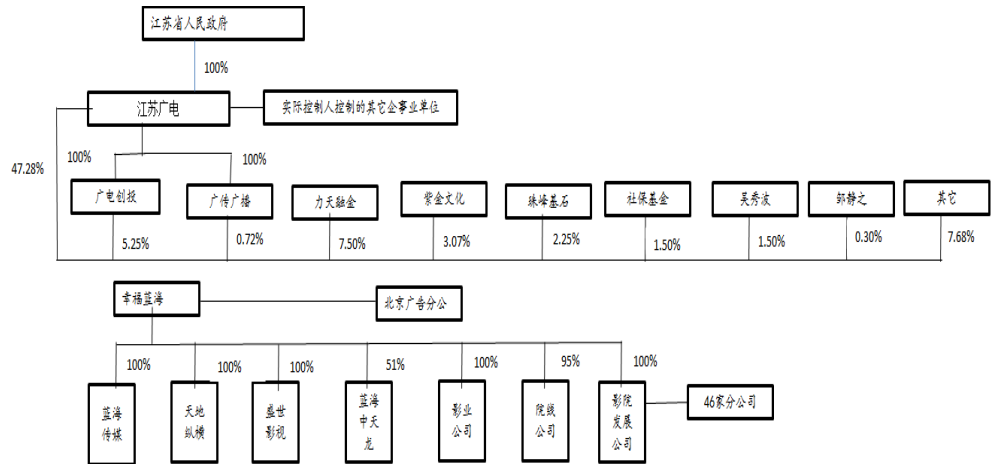 江苏省人民政府
100%
江苏广电
实际控制人控制的其它企事业单位
47.28%
100%
100%
广电创投
广传广播
力天融金
紫金文化
珠峰基石
社保基金
吴秀波
邹静之
其它
5.25%
0.72%
7.50%
3.07%
2.25%
1.50%
1.50%
0.30%
7.68%
幸福蓝海
北京广告分公
100%
100%
100%
51%
100%
95%
100%
蓝海
传媒
天地
纵横
盛世
影视
蓝海
中天
龙
影业
公司
院线
公司
影院
发展
公司
46家分公司